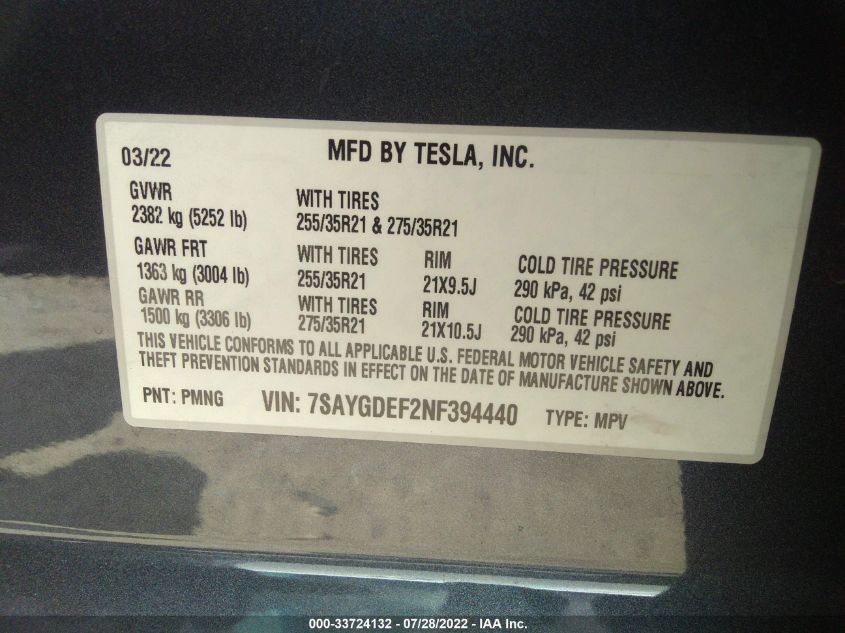 03/22 MFD BY TESLA, INC.
GVWR WITH TIRES
2382 kg (5252 lb) 255/35R21 & 275/35R21
GAWR FRT WITH TIRES RIM COLD TIRE PRESSURE
1363 kg (3004 lb) 255/35R21 21X9.5J 290 kPa, 42 psi
GAWR RR WITH TIRES RIM COLD TIRE PRESSURE
1500 kg (3306 lb) 275/35R21 21X10.5J 290 kPa, 42 psi
THIS VEHICLE CONFORMS TO ALL APPLICABLE U.S. FEDERAL MOTOR VEHICLE SAFETY AND
THEFT PREVENTION STANDARDS IN EFFECT ON THE DATE OF MANUFACTURE SHOWN ABOVE.
PNT: PMNG VIN: 7SAYGDEF2NF394440 TYPE: MPV
000-33724132 - 07/28/2022 - IAA Inc.